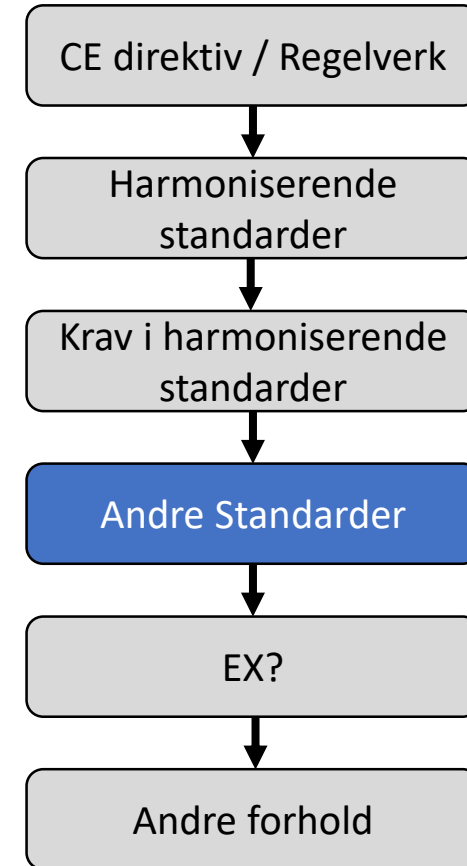 CE direktiv / Regelverk
Harmoniserende
standarder
Krav i harmoniserende
standarder
Andre Standarder
EX?
Andre forhold